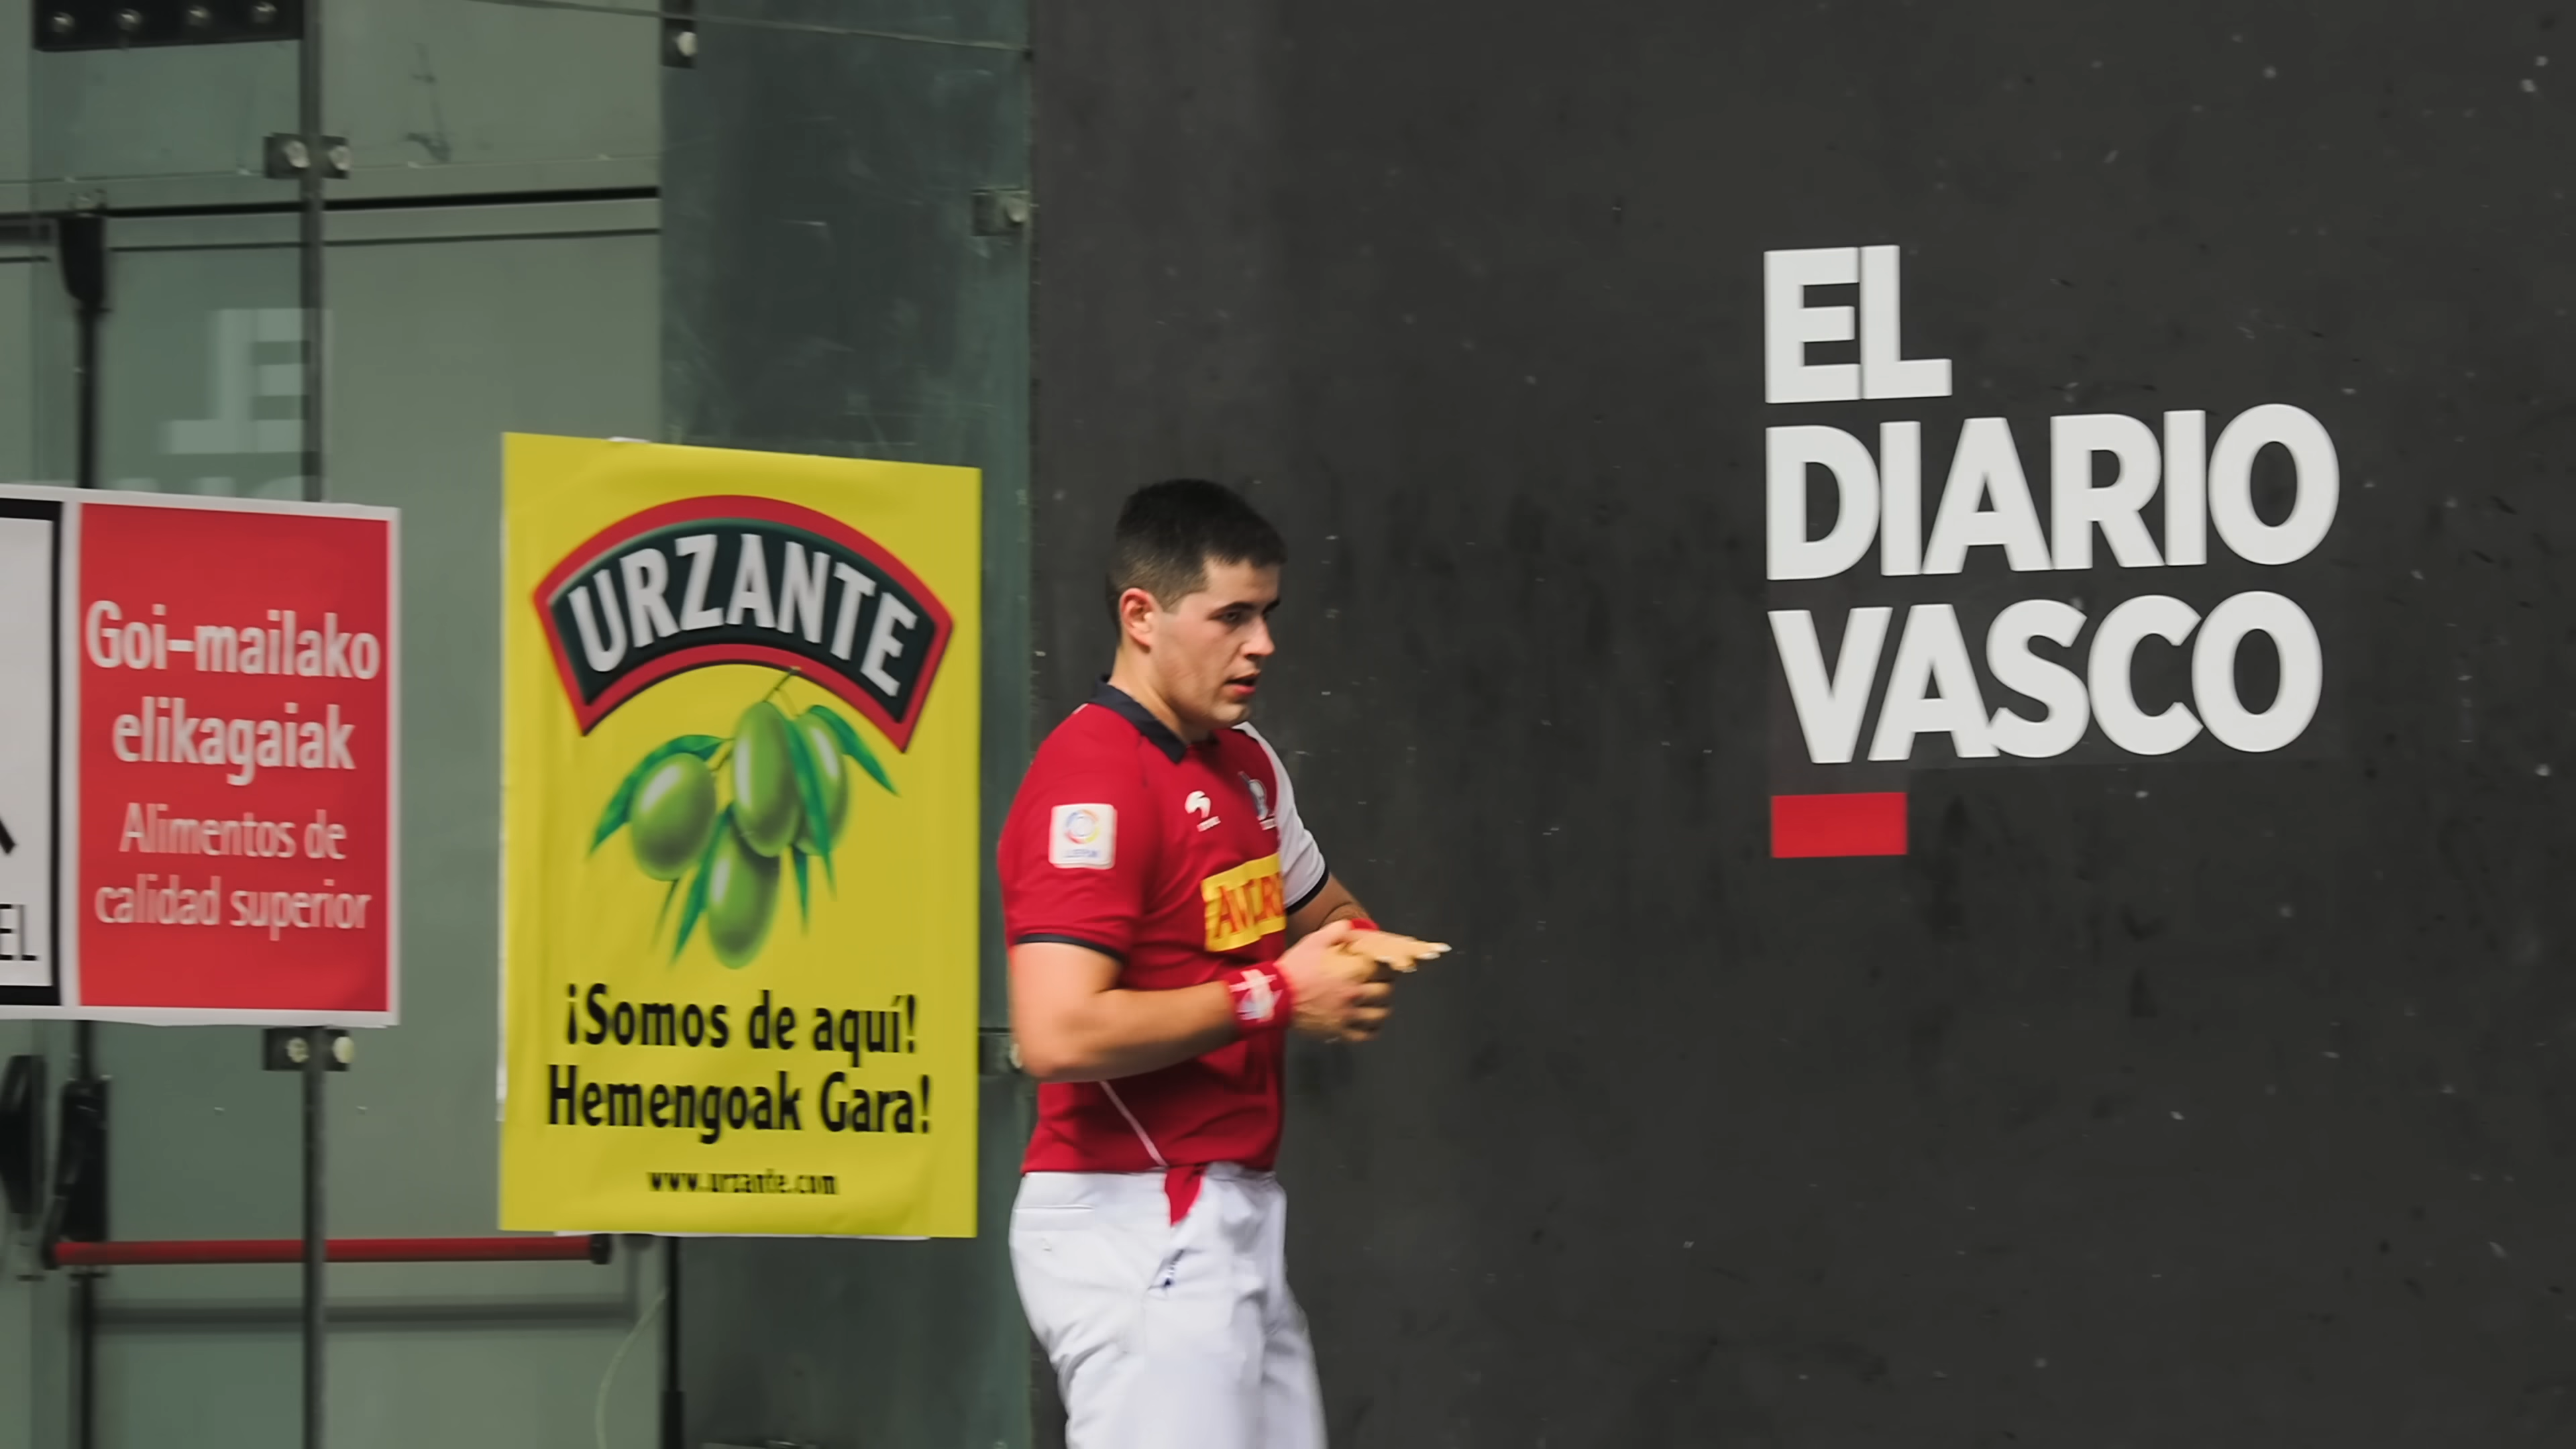 EL
Goi-mailako
elikagaiak
Alimentos de
calidad superior
URZANTE
¡Somos de aquí!
Hemengoak Gara!
www.urzante.com
EL
DIARIO
VASCO